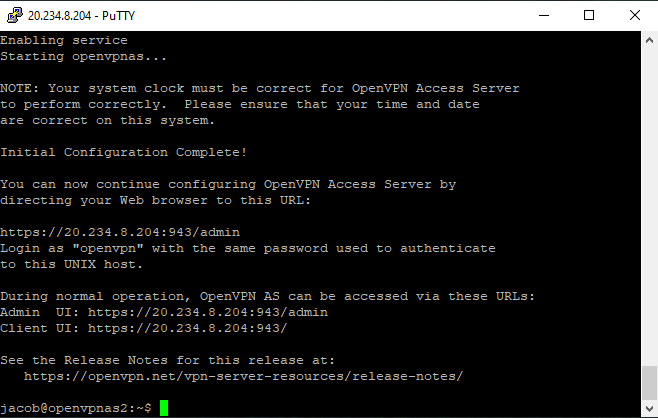 20.234.8.204 - PuTTY
Enabling service
Starting openvpnas...
NOTE: Your system clock must be correct for OpenVPN Access Server
to perform correctly.  Please ensure that your time and date
are correct on this system.
Initial Configuration Complete!
You can now continue configuring OpenVPN Access Server by
directing your Web browser to this URL:
https://20.234.8.204:943/admin
Login as "openvpn" with the same password used to authenticate
to this UNIX host.
During normal operation, OpenVPN AS can be accessed via these URLs:
Admin  UI: https://20.234.8.204:943/admin
Client UI: https://20.234.8.204:943/
See the Release Notes for this release at:
   https://openvpn.net/vpn-server-resources/release-notes/
jacob@openvpnas2:~$